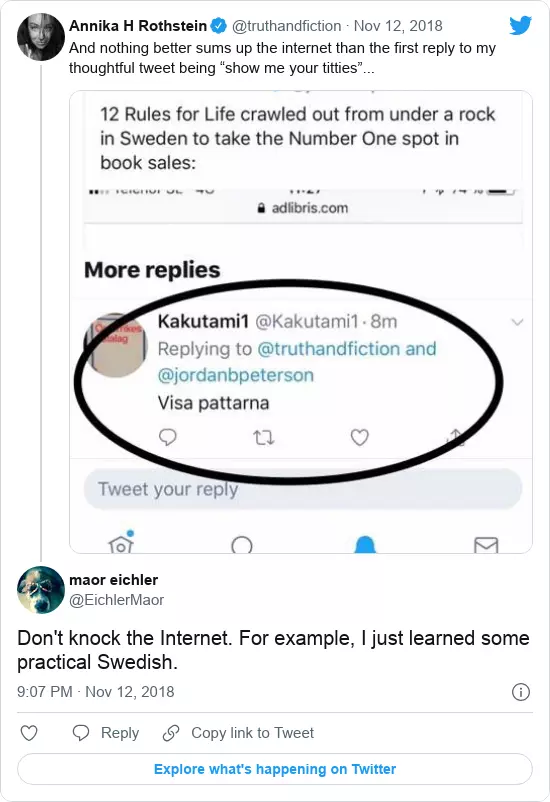 Annika H Rothstein @truthandfiction · Nov 12, 2018
And nothing better sums up the internet than the first reply to my
thoughtful tweet being “show me your titties”...
12 Rules for Life crawled out from under a rock
in Sweden to take the Number One spot in
book sales:
adlibris.com
More replies
Kakutami1 @Kakutami1 · 8m
Replying to @truthandfiction and
@jordanbpeterson
Visa pattarna
Tweet your reply
maor eichler
@EichlerMaor
Don't knock the Internet. For example, I just learned some
practical Swedish.
9:07 PM · Nov 12, 2018
Reply
Copy link to Tweet
Explore what's happening on Twitter